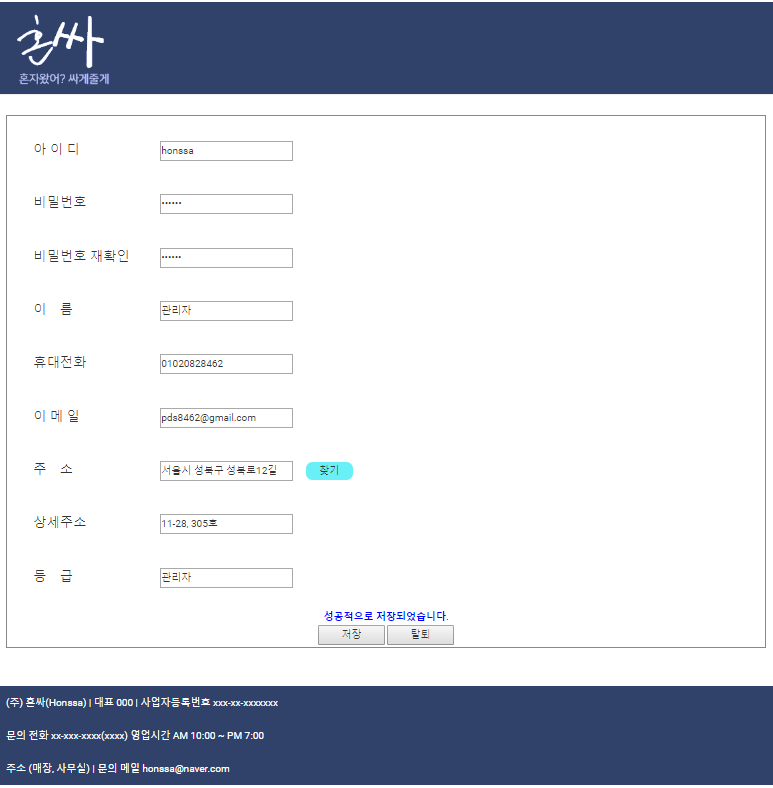 혼싸
혼자왔어? 싸게줄게
아 이 디 honssa
비밀번호 ••••••
비밀번호 재확인 ••••••
이 름 관리자
휴대전화 01020828462
이 메 일 pds8462@gmail.com
주 소 서울시 성북구 성북로12길 찾기
상세주소 11-28, 305호
등 급 관리자
성공적으로 저장되었습니다.
저장 탈퇴
(주) 혼싸(Honssa) | 대표 000 | 사업자등록번호 xxx-xx-xxxxxxx
문의 전화 xx-xxx-xxxx(xxxx) 영업시간 AM 10:00 ~ PM 7:00
주소 (매장, 사무실) | 문의 메일 honssa@naver.com